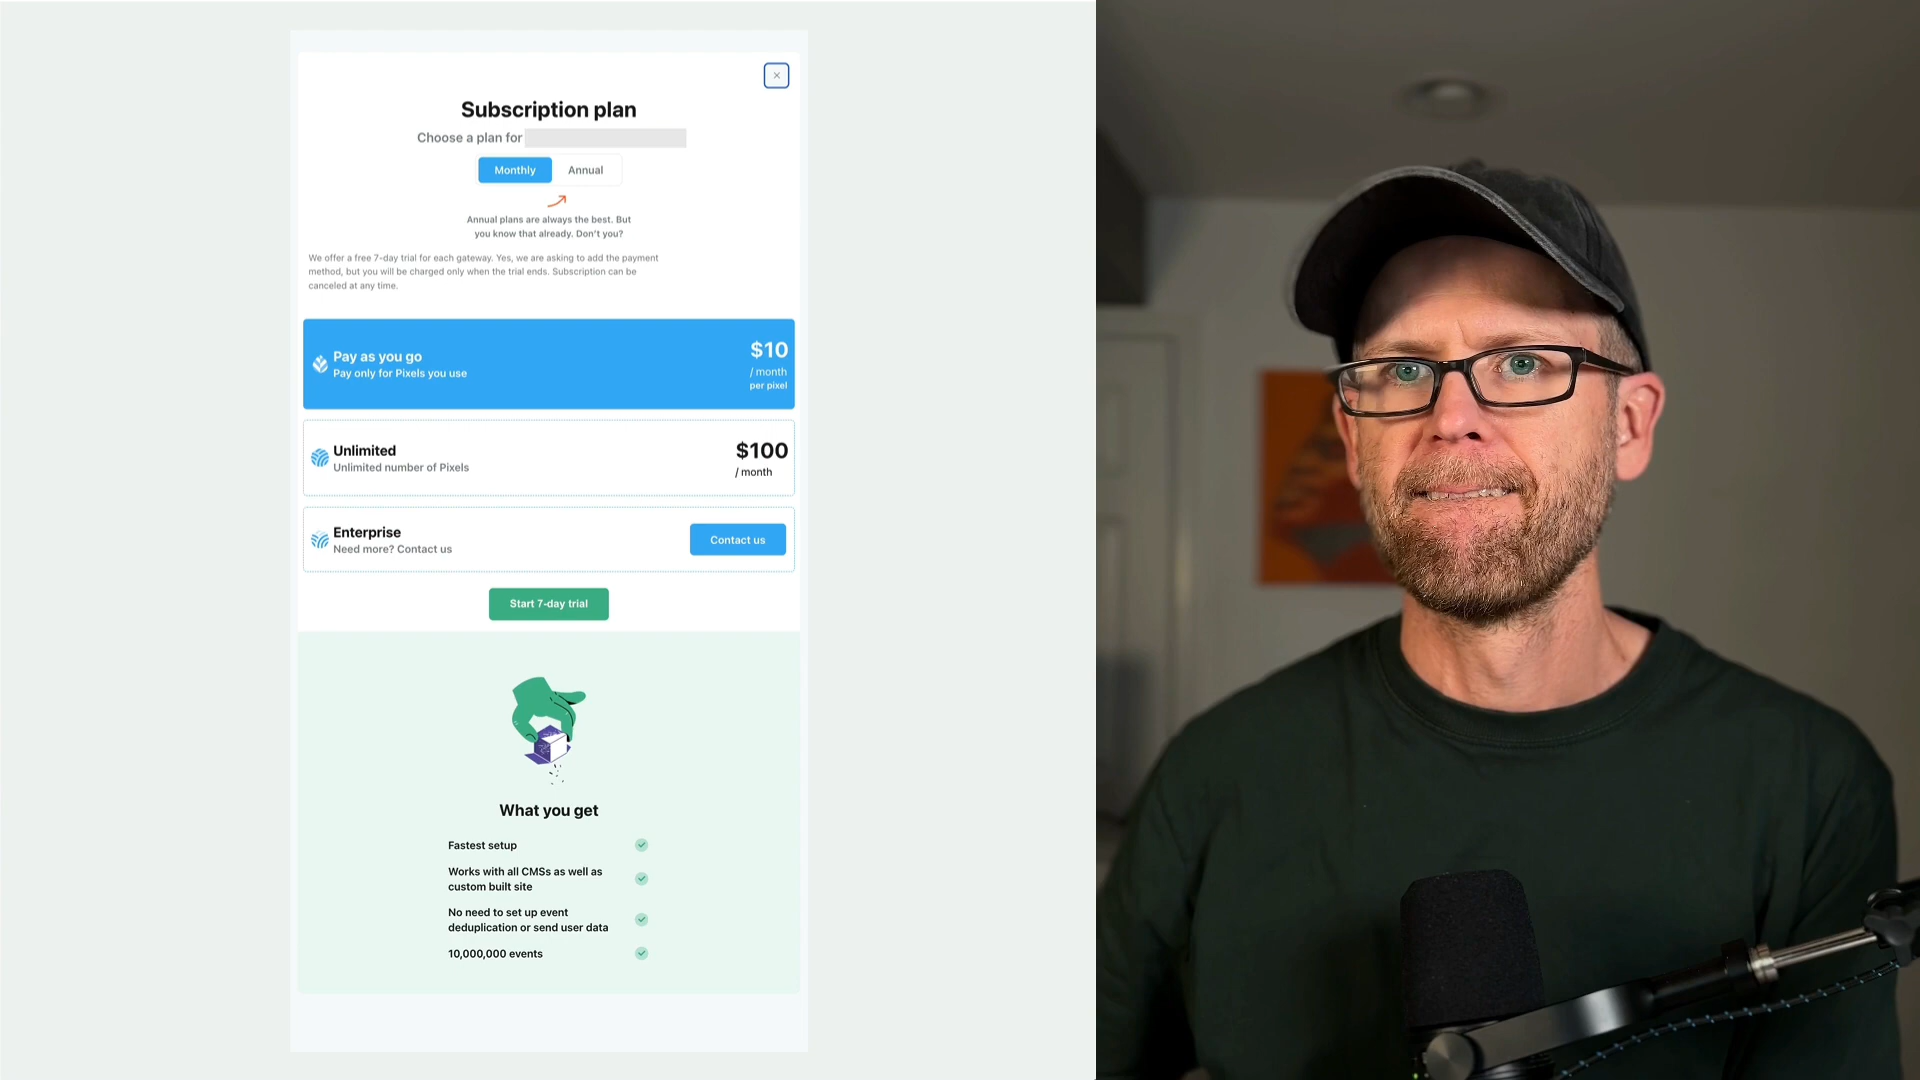 Subscription plan
Choose a plan for
Monthly
Annual
Annual plans are always the best. But
you know that already. Don't you?
We offer a free 7-day trial for each gateway. Yes, we are asking to add the payment
method, but you will be charged only when the trial ends. Subscription can be
canceled at any time.
Pay as you go
Pay only for Pixels you use
$10
/ month
per pixel
Unlimited
Unlimited number of Pixels
$100
/ month
Enterprise
Need more? Contact us
Contact us
Start 7-day trial
What you get
Fastest setup
Works with all CMSs as well as
custom built site
No need to set up event
deduplication or send user data
10,000,000 events